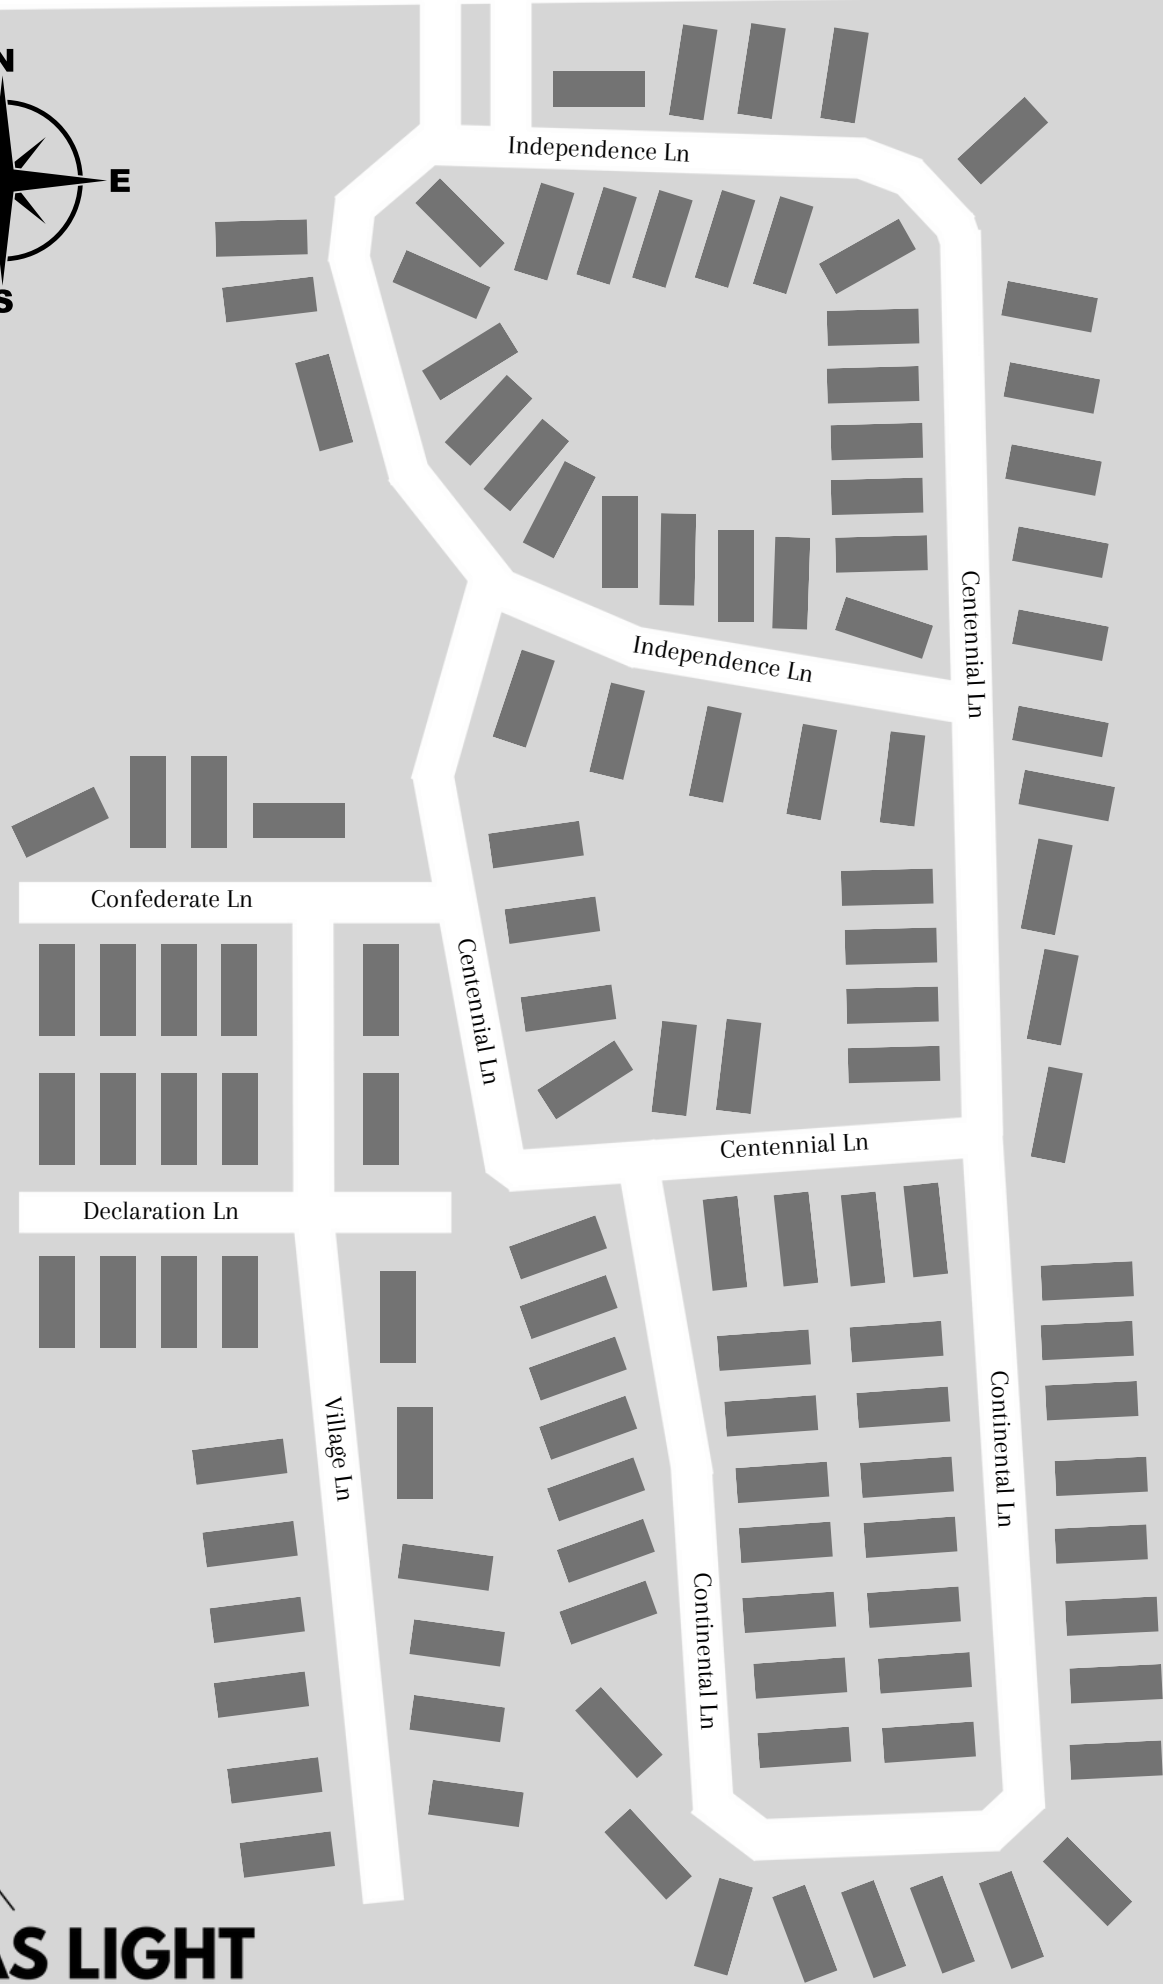 N
E
S
Independence Ln
Centennial Ln
Independence Ln
Confederate Ln
Centennial Ln
Centennial Ln
Declaration Ln
Village Ln
Continental Ln
Continental Ln
AS LIGHT